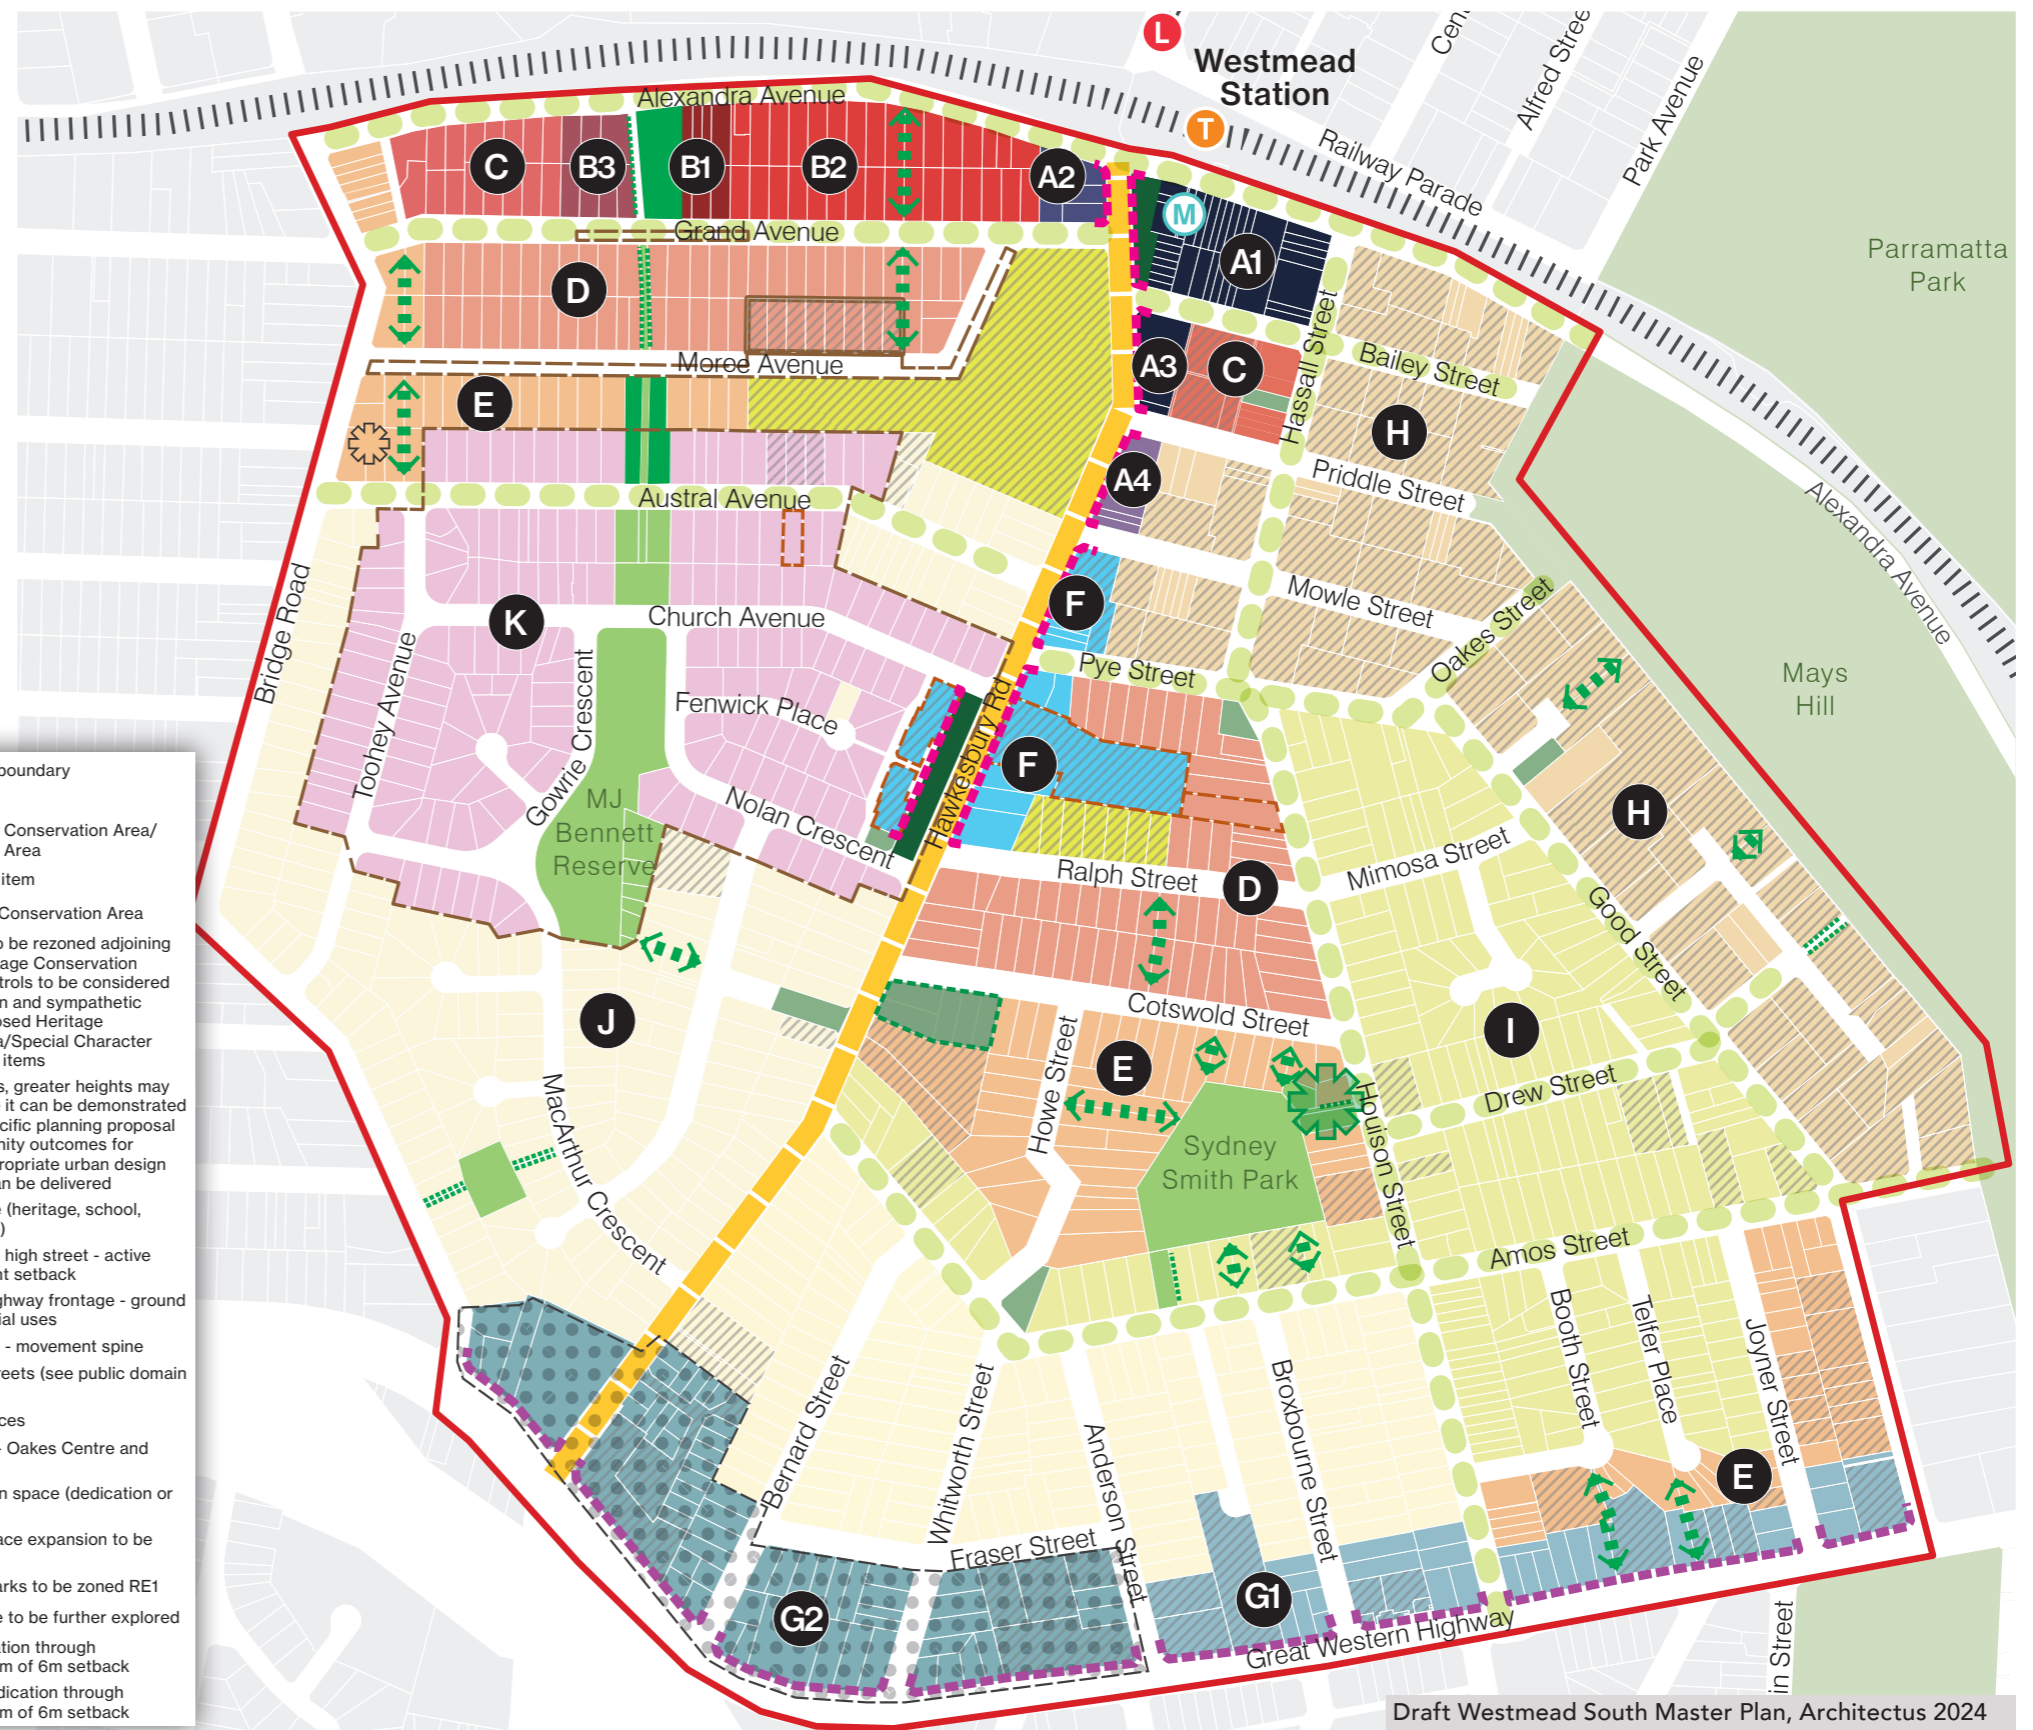 L
Westmead
Station
T
Cen
Alfred Stree
Park Avenue
Railway Parade
Parramatta
Park
Alexandra Avenue
C
B3
B1
B2
A2
M
A1
Grand Avenue
D
A3
C
Hassall Street
Bailey Street
Moree Avenue
E
H
A4
Priddle Street
Austral Avenue
Alexandra Avenue
Bridge Road
K
Church Avenue
F
Mowle Street
Oakes Street
Pye Street
Mays
Hill
Toohey Avenue
Gowrie Crescent
Fenwick Place
Hawkesbury Rd
F
MJ
Bennett
Reserve
Nolan Crescent
H
Mimosa Street
Ralph Street
D
Good Street
Cotswold Street
J
I
Howe Street
E
MacArthur Crescent
Sydney
Smith Park
Houison Street
Drew Street
Amos Street
Booth Street
Telfer Place
Joyner Street
Bernard Street
Whitworth Street
Anderson Street
Broxbourne Street
E
Fraser Street
G2
G1
Great Western Highway
in Street
boundary
Conservation Area/
Area
item
Conservation Area
o be rezoned adjoining
age Conservation
trols to be considered
n and sympathetic
osed Heritage
a/Special Character
items
s, greater heights may
it can be demonstrated
cific planning proposal
nity outcomes for
ropriate urban design
an be delivered
e (heritage, school,
)
high street - active
nt setback
ghway frontage - ground
ial uses
- movement spine
reets (see public domain
ces
- Oakes Centre and
n space (dedication or
ace expansion to be
arks to be zoned RE1
e to be further explored
ation through
m of 6m setback
dication through
m of 6m setback
Draft Westmead South Master Plan, Architectus 2024